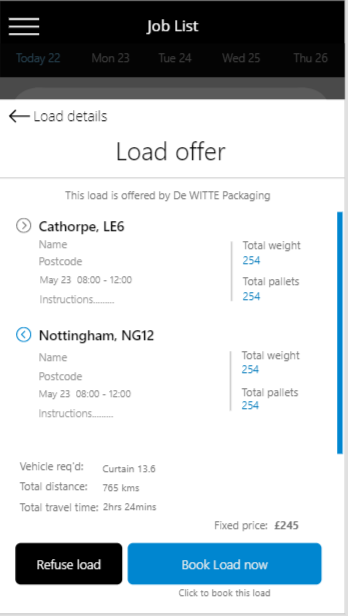 Job List
Today 22 Mon 23 Tue 24 Wed 25 Thu 26
Load details
Load offer
This load is offered by De WITTE Packaging
Cathorpe, LE6
Name
Postcode
May 23 08:00 - 12:00
Instructions.........
Total weight
254
Total pallets
254
Nottingham, NG12
Name
Postcode
May 23 08:00 - 12:00
Instructions.........
Total weight
254
Total pallets
254
Vehicle req'd: Curtain 13.6
Total distance: 765 kms
Total travel time: 2hrs 24mins
Fixed price: £245
Refuse load
Book Load now
Click to book this load